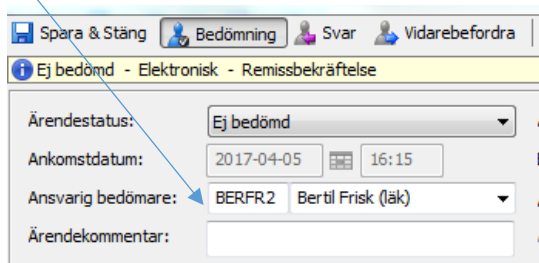 Spara & Stäng Bedömning Svar Vidarebefordra
Ej bedömd - Elektronisk - Remissbekräftelse
Ärendestatus: Ej bedömd
Ankomstdatum: 2017-04-05 16:15
Ansvarig bedömare: BERFR2 Bertil Frisk (läk)
Ärendekommentar: